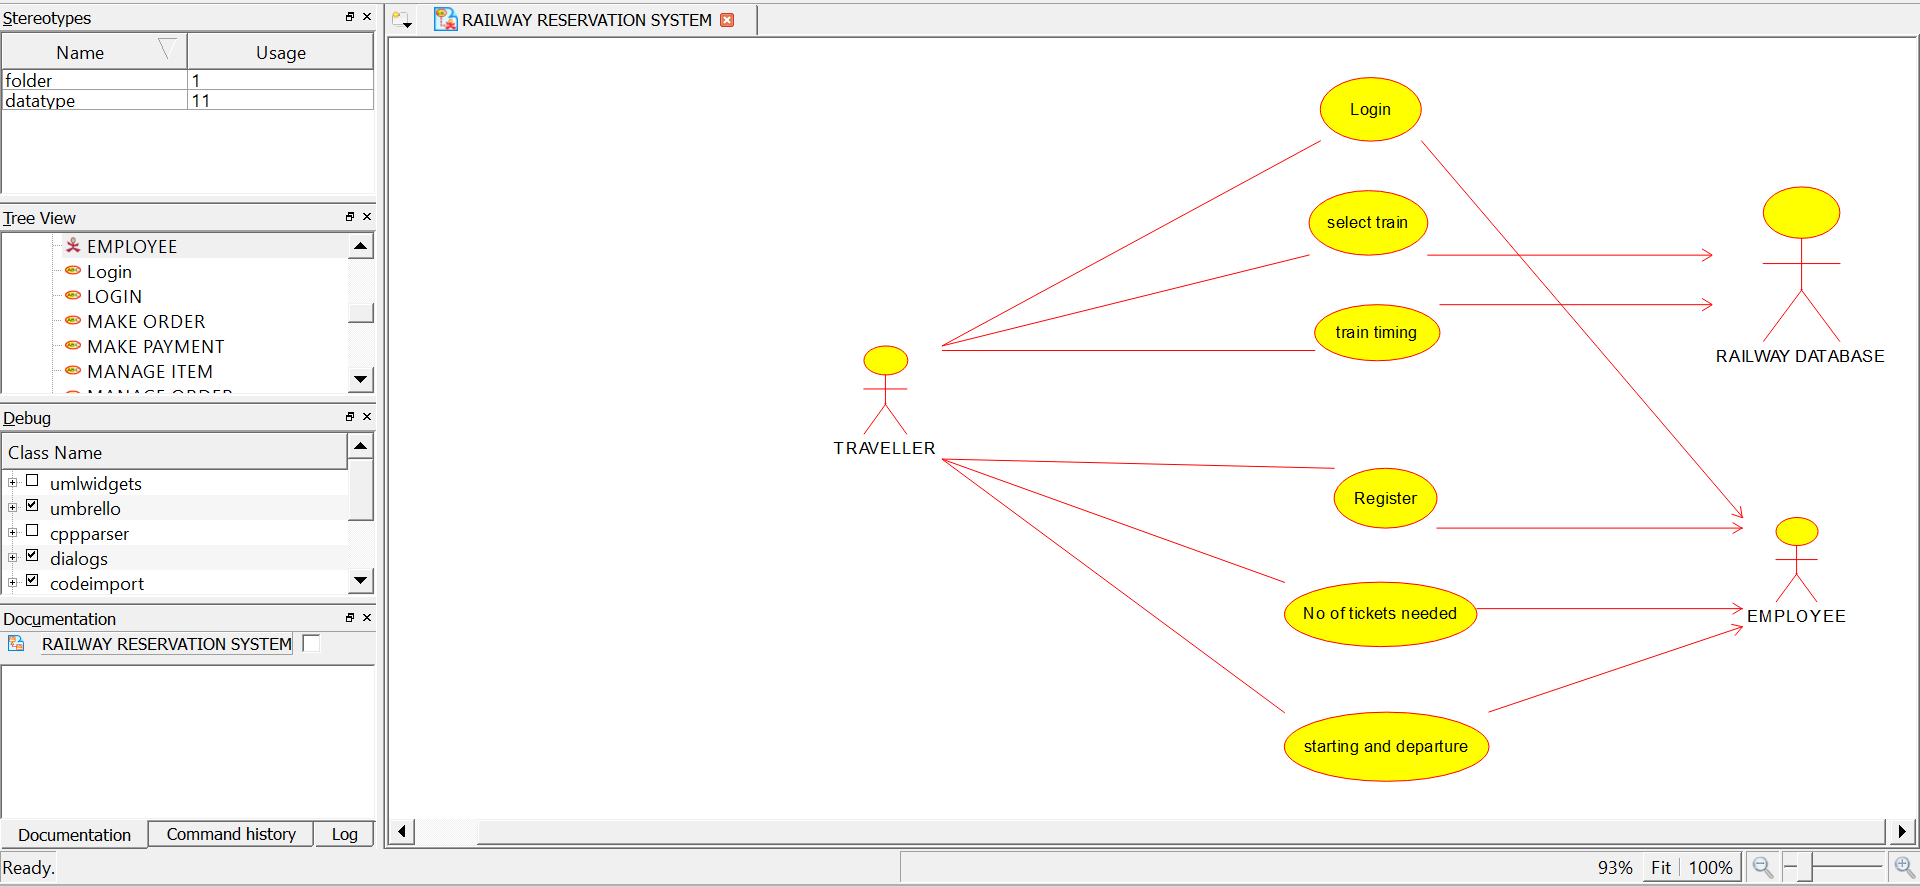 Stereotypes
Name Usage
folder 1
datatype 11
Tree View
EMPLOYEE
Login
LOGIN
MAKE ORDER
MAKE PAYMENT
MANAGE ITEM
MANAGE ORDER
Debug
Class Name
umlwidgets
umbrello
cppparser
dialogs
codeimport
Documentation
RAILWAY RESERVATION SYSTEM
Documentation Command history Log
Ready.
RAILWAY RESERVATION SYSTEM
Login
select train
train timing
RAILWAY DATABASE
TRAVELLER
Register
No of tickets needed
EMPLOYEE
starting and departure
93% Fit 100%